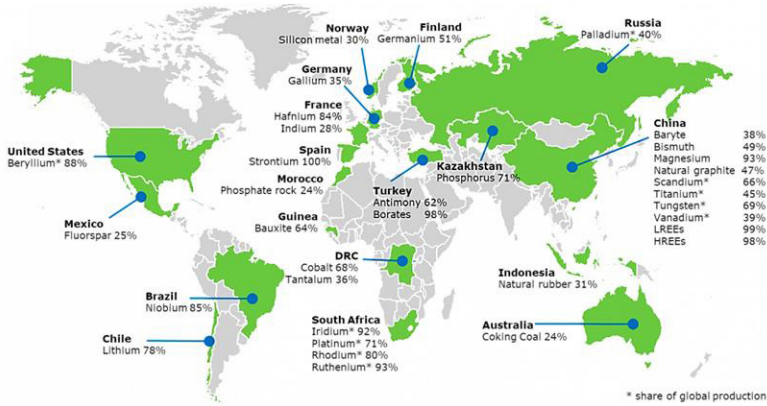 Norway
Silicon metal 30%
Finland
Germanium 51%
Russia
Palladium* 40%
Germany
Gallium 35%
France
Hafnium 84%
Indium 28%
Spain
Strontium 100%
Morocco
Phosphate rock 24%
United States
Beryllium* 88%
Mexico
Fluorspar 25%
Guinea
Bauxite 64%
Turkey
Antimony 62%
Borates 98%
Kazakhstan
Phosphorus 71%
China
Baryte 38%
Bismuth 49%
Magnesium 93%
Natural graphite 47%
Scandium* 66%
Titanium* 45%
Tungsten* 69%
Vanadium* 39%
LREEs 99%
HREEs 98%
DRC
Cobalt 68%
Tantalum 36%
Indonesia
Natural rubber 31%
Brazil
Niobium 85%
Chile
Lithium 78%
South Africa
Iridium* 92%
Platinum* 71%
Rhodium* 80%
Ruthenium* 93%
Australia
Coking Coal 24%
* share of global production